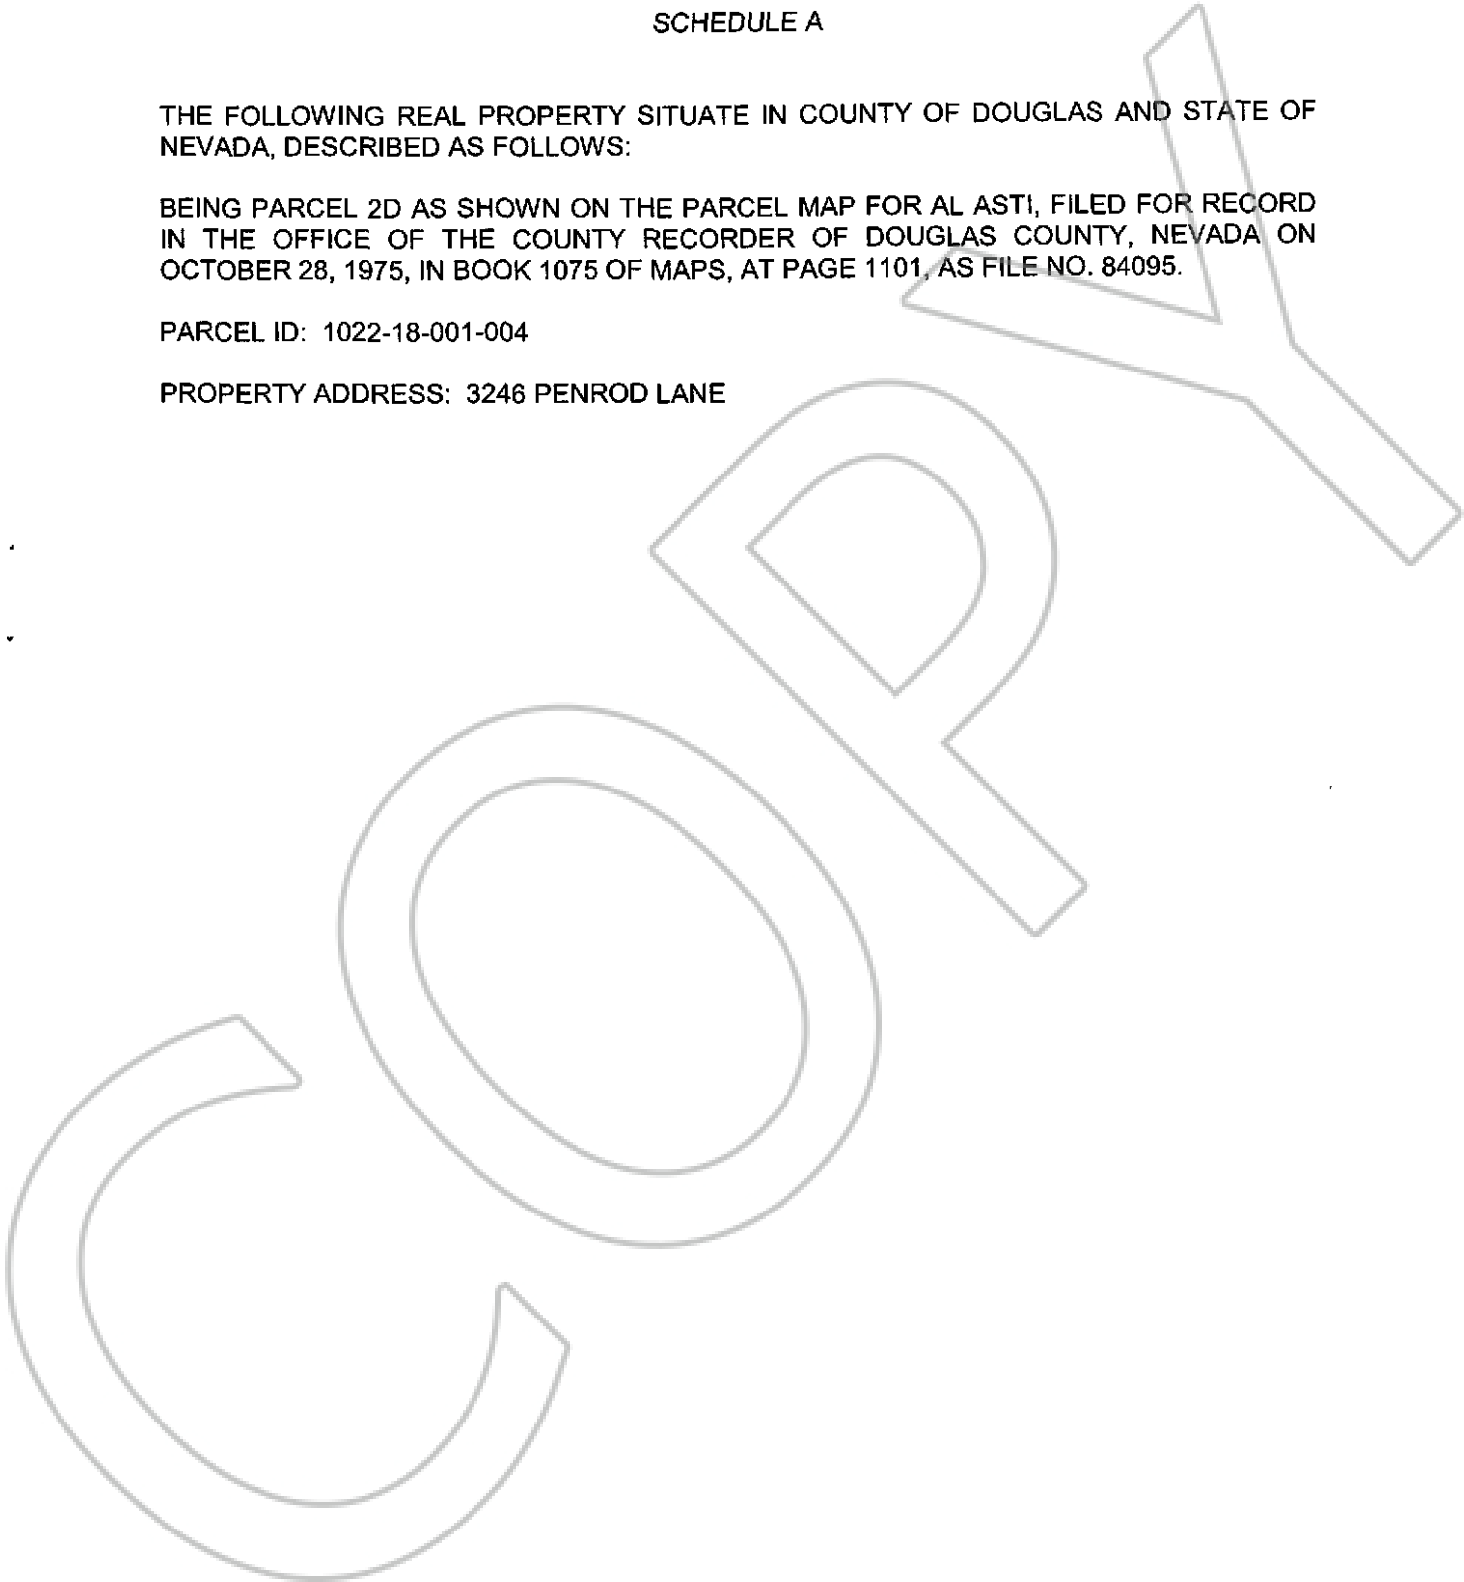 SCHEDULE A
THE FOLLOWING REAL PROPERTY SITUATE IN COUNTY OF DOUGLAS AND STATE OF
NEVADA, DESCRIBED AS FOLLOWS:
BEING PARCEL 2D AS SHOWN ON THE PARCEL MAP FOR AL ASTI, FILED FOR RECORD
IN THE OFFICE OF THE COUNTY RECORDER OF DOUGLAS COUNTY, NEVADA ON
OCTOBER 28, 1975, IN BOOK 1075 OF MAPS, AT PAGE 1101, AS FILE NO. 84095.
PARCEL ID: 1022-18-001-004
PROPERTY ADDRESS: 3246 PENROD LANE
COPY